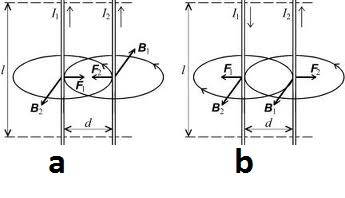 I₁ I₂
l
B₁
F₂
F₁
B₂
d
a
I₁ I₂
l
F₁ F₂
B₂ B₁
d
b